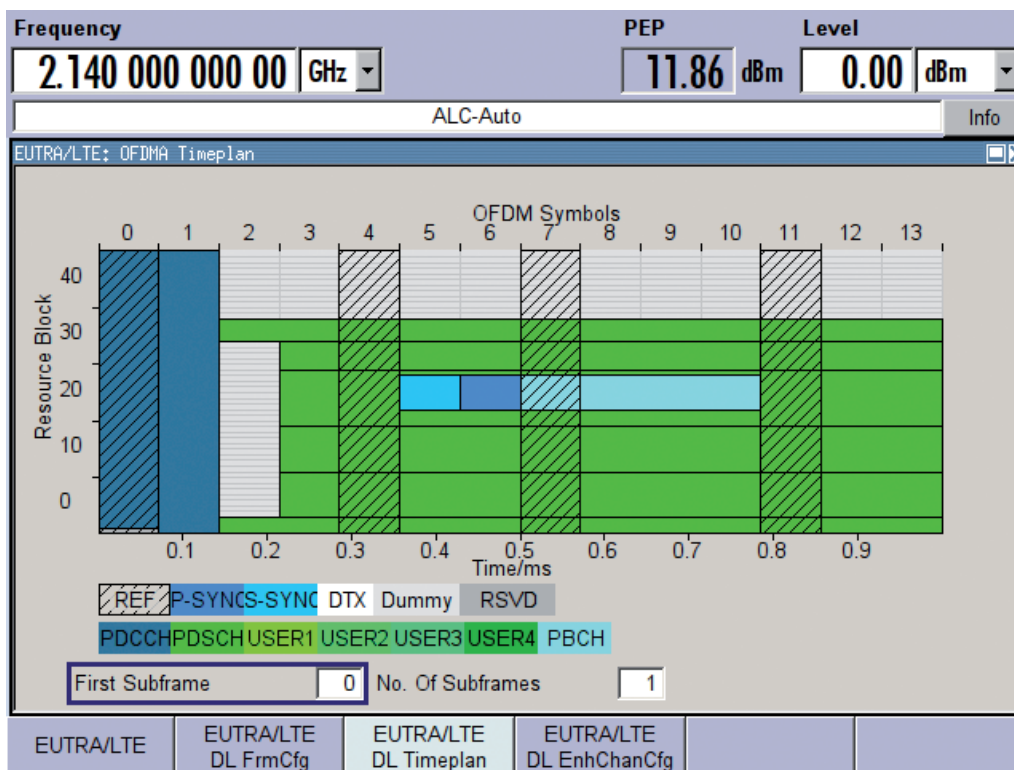 Frequency PEP Level
2.140 000 000 00 GHz 11.86 dBm 0.00 dBm
ALC-Auto Info
EUTRA/LTE: OFDMA Timeplan
OFDM Symbols
0 1 2 3 4 5 6 7 8 9 10 11 12 13
Resource Block
40
30
20
10
0
0.1 0.2 0.3 0.4 0.5 0.6 0.7 0.8 0.9
Time/ms
REF P-SYNC S-SYNC DTX Dummy RSVD
PDCCH PDSCH USER1 USER2 USER3 USER4 PBCH
First Subframe 0 No. Of Subframes 1
EUTRA/LTE EUTRA/LTE DL FrmCfg EUTRA/LTE DL Timeplan EUTRA/LTE DL EnhChanCfg